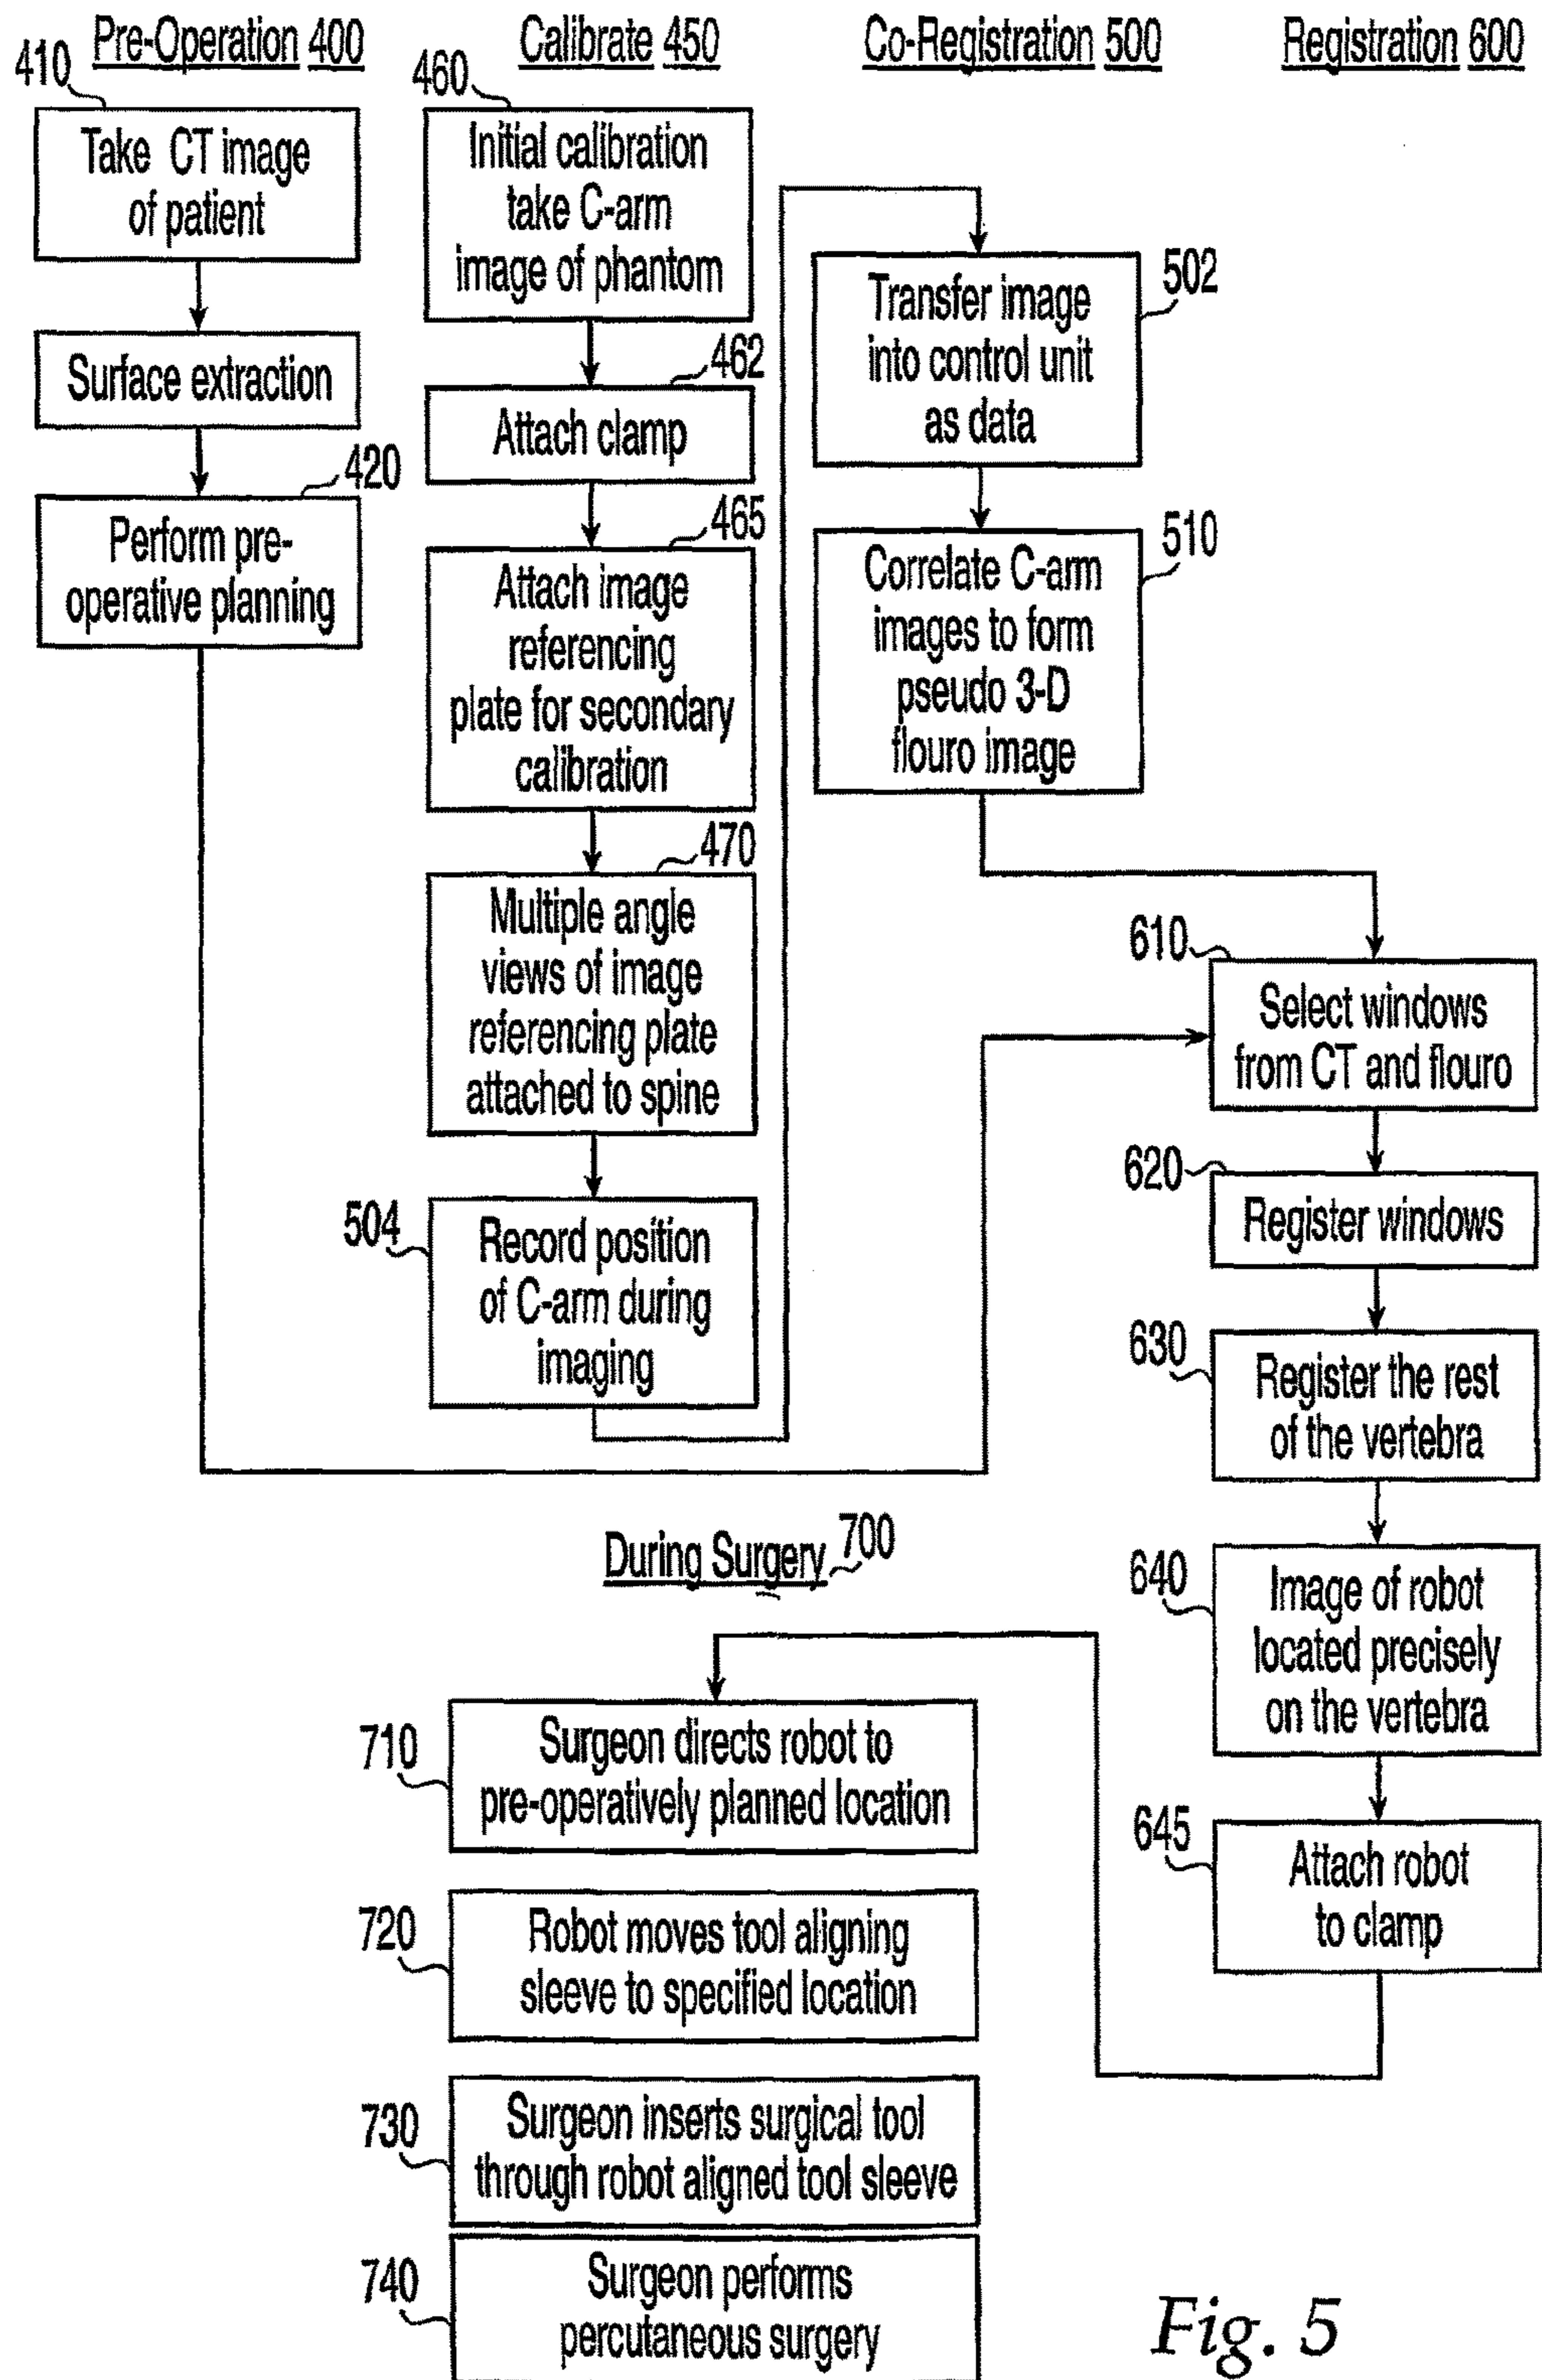 Pre-Operation 400
410
Take CT image
of patient
Surface extraction
420
Perform pre-
operative planning
Calibrate 450
460
Initial calibration
take C-arm
image of phantom
462
Attach clamp
465
Attach image
referencing
plate for secondary
calibration
470
Multiple angle
views of image
referencing plate
attached to spine
504
Record position
of C-arm during
imaging
Co-Registration 500
502
Transfer image
into control unit
as data
510
Correlate C-arm
images to form
pseudo 3-D
flouro image
Registration 600
610
Select windows
from CT and flouro
620
Register windows
630
Register the rest
of the vertebra
640
Image of robot
located precisely
on the vertebra
645
Attach robot
to clamp
During Surgery 700
710
Surgeon directs robot to
pre-operatively planned location
720
Robot moves tool aligning
sleeve to specified location
730
Surgeon inserts surgical tool
through robot aligned tool sleeve
740
Surgeon performs
percutaneous surgery
Fig. 5